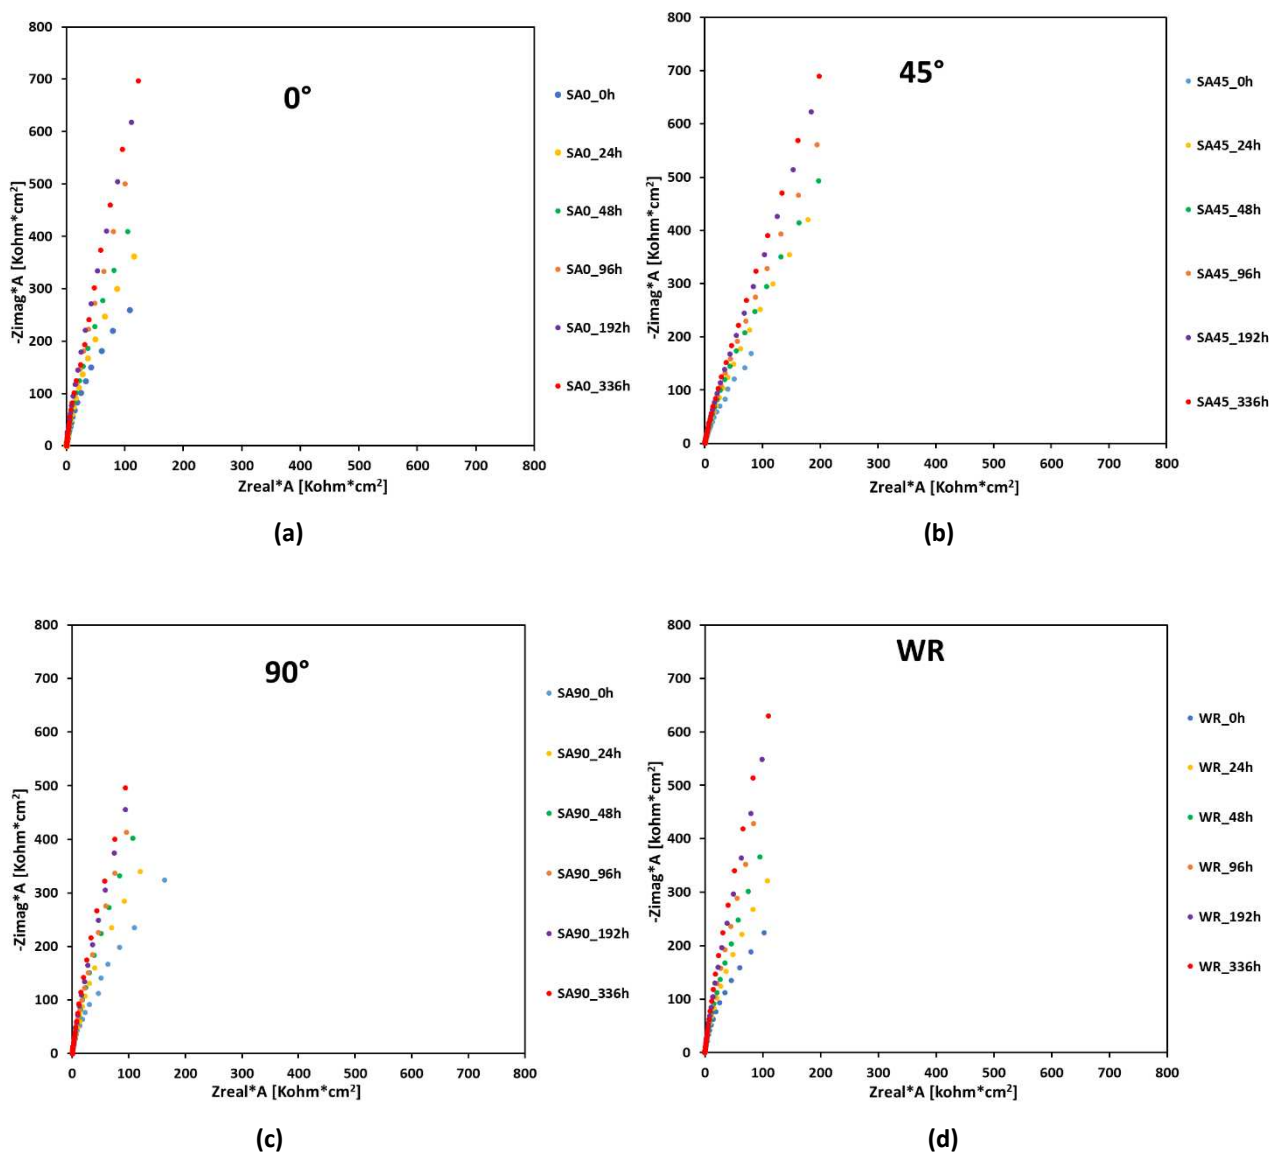 0°
800
700
600
500
400
300
200
100
0
-Zimag*A [Kohm*cm²]
0 100 200 300 400 500 600 700 800
Zreal*A [Kohm*cm²]
SA0_0h
SA0_24h
SA0_48h
SA0_96h
SA0_192h
SA0_336h
(a)
45°
800
700
600
500
400
300
200
100
0
-Zimag*A [Kohm*cm²]
0 100 200 300 400 500 600 700 800
Zreal*A [Kohm*cm²]
SA45_0h
SA45_24h
SA45_48h
SA45_96h
SA45_192h
SA45_336h
(b)
90°
800
700
600
500
400
300
200
100
0
-Zimag*A [Kohm*cm²]
0 100 200 300 400 500 600 700 800
Zreal*A [Kohm*cm²]
SA90_0h
SA90_24h
SA90_48h
SA90_96h
SA90_192h
SA90_336h
(c)
WR
800
700
600
500
400
300
200
100
0
-Zimag*A [kohm*cm²]
0 100 200 300 400 500 600 700 800
Zreal*A [kohm*cm²]
WR_0h
WR_24h
WR_48h
WR_96h
WR_192h
WR_336h
(d)